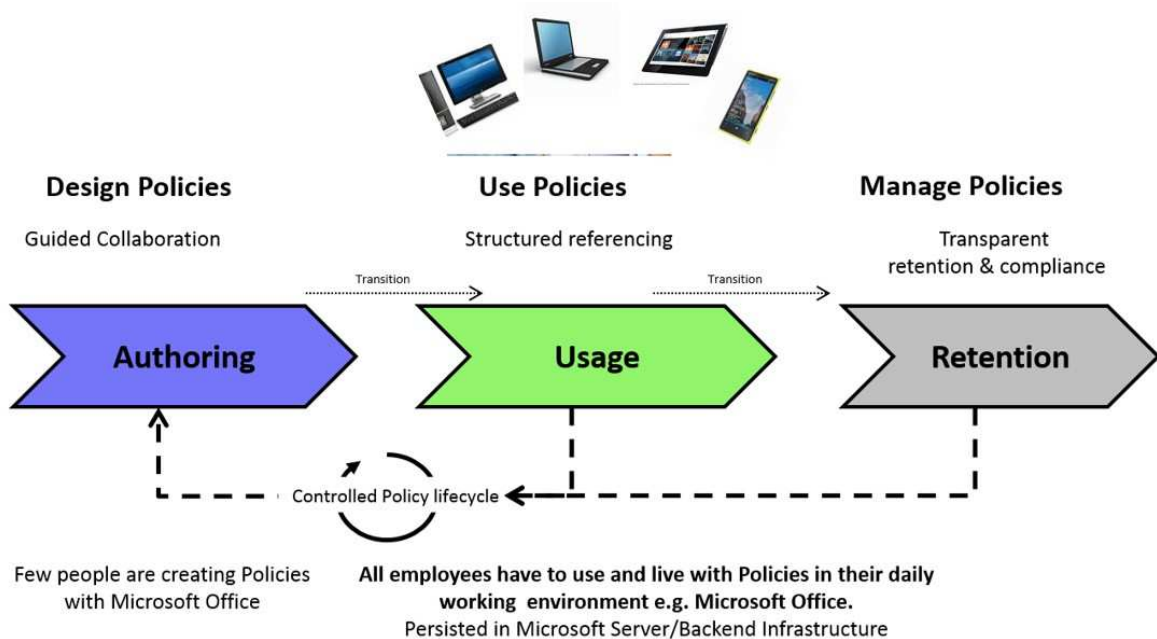 Design Policies
Use Policies
Manage Policies
Guided Collaboration
Structured referencing
Transparent
retention & compliance
Transition
Transition
Authoring
Usage
Retention
Controlled Policy lifecycle
Few people are creating Policies
with Microsoft Office
All employees have to use and live with Policies in their daily
working environment e.g. Microsoft Office.
Persisted in Microsoft Server/Backend Infrastructure